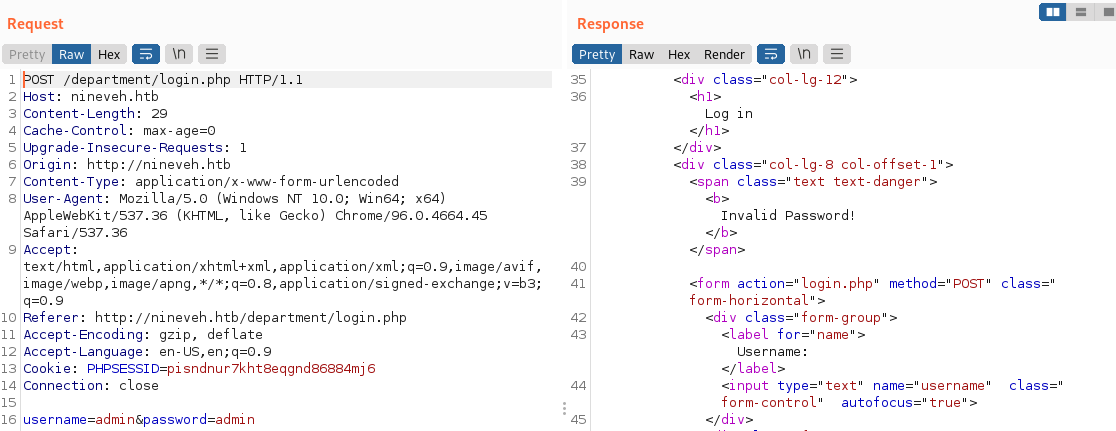 Request
Pretty Raw Hex \n
1 POST /department/login.php HTTP/1.1
2 Host: nineveh.htb
3 Content-Length: 29
4 Cache-Control: max-age=0
5 Upgrade-Insecure-Requests: 1
6 Origin: http://nineveh.htb
7 Content-Type: application/x-www-form-urlencoded
8 User-Agent: Mozilla/5.0 (Windows NT 10.0; Win64; x64)
AppleWebKit/537.36 (KHTML, like Gecko) Chrome/96.0.4664.45
Safari/537.36
9 Accept:
text/html,application/xhtml+xml,application/xml;q=0.9,image/avif,
image/webp,image/apng,*/*;q=0.8,application/signed-exchange;v=b3;
q=0.9
10 Referer: http://nineveh.htb/department/login.php
11 Accept-Encoding: gzip, deflate
12 Accept-Language: en-US,en;q=0.9
13 Cookie: PHPSESSID=pisndnur7kht8eqgnd86884mj6
14 Connection: close
15
16 username=admin&password=admin
Response
Pretty Raw Hex Render \n
35 <div class="col-lg-12">
36 <h1>
Log in
</h1>
37 </div>
38 <div class="col-lg-8 col-offset-1">
39 <span class="text text-danger">
<b>
Invalid Password!
</b>
</span>
40
41 <form action="login.php" method="POST" class="
form-horizontal">
42 <div class="form-group">
43 <label for="name">
Username:
</label>
44 <input type="text" name="username"  class="
form-control"  autofocus="true">
45 </div>